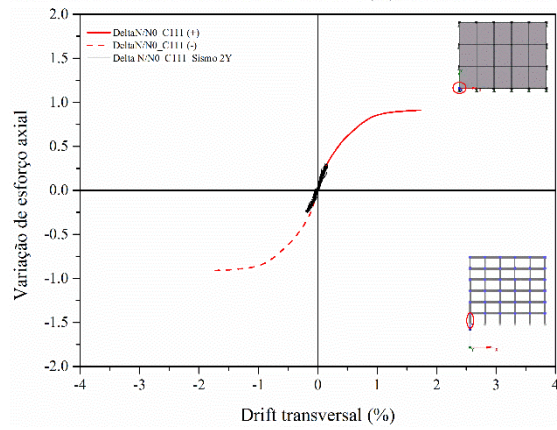 DeltaN/N0_C111 (+)
DeltaN/N0_C111 (-)
Delta N/N0 C111 Sismo 2Y
Variação de esforço axial
2.0
1.5
1.0
0.5
0.0
-0.5
-1.0
-1.5
-2.0
-4 -3 -2 -1 0 1 2 3 4
Drift transversal (%)